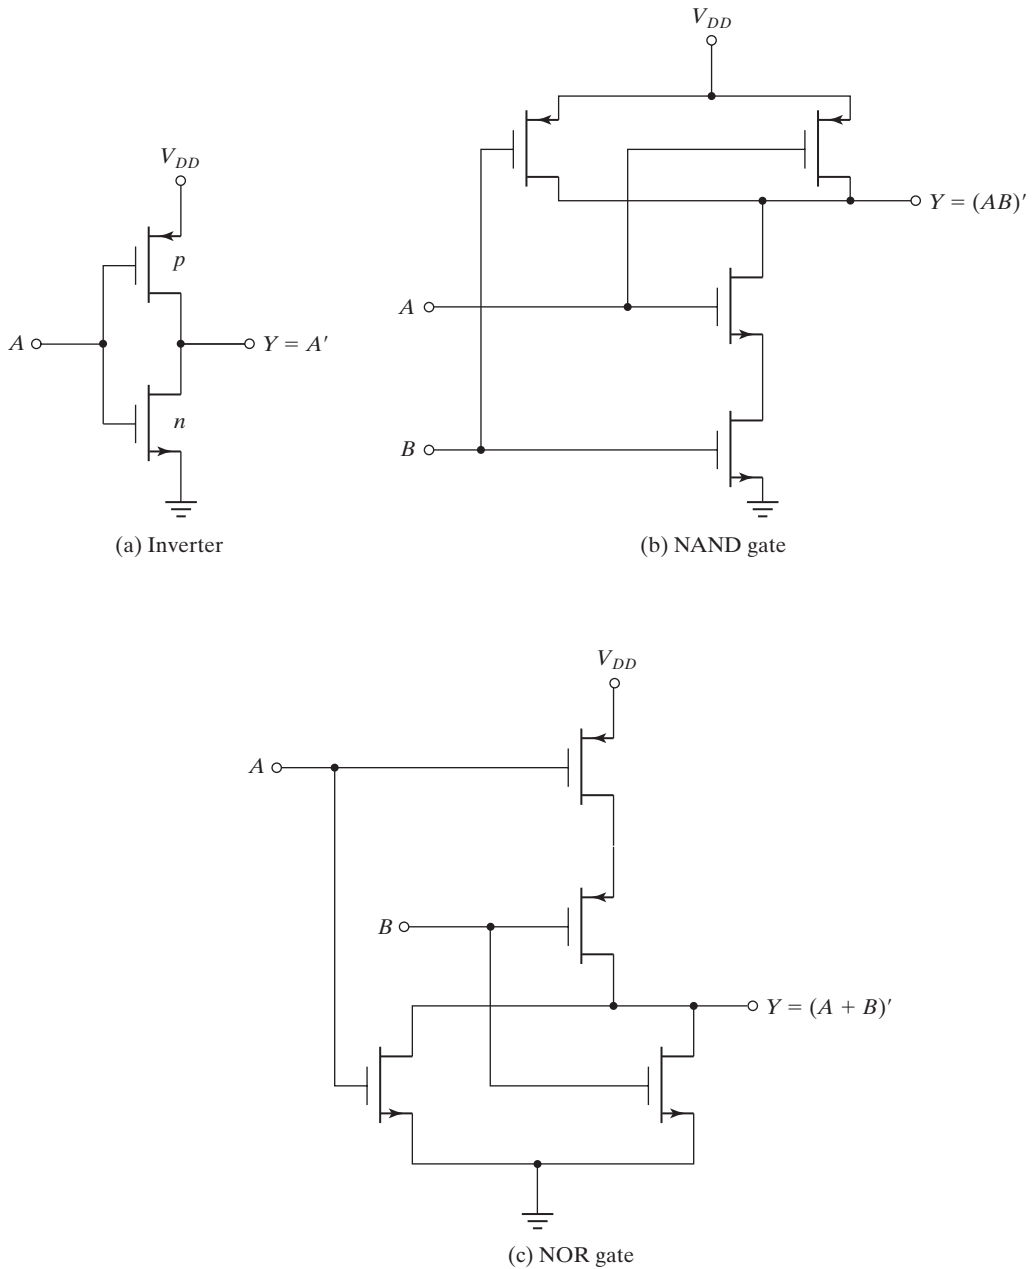 V_DD
p
A
Y = A′
n
(a) Inverter
V_DD
Y = (AB)′
A
B
(b) NAND gate
V_DD
A
B
Y = (A + B)′
(c) NOR gate